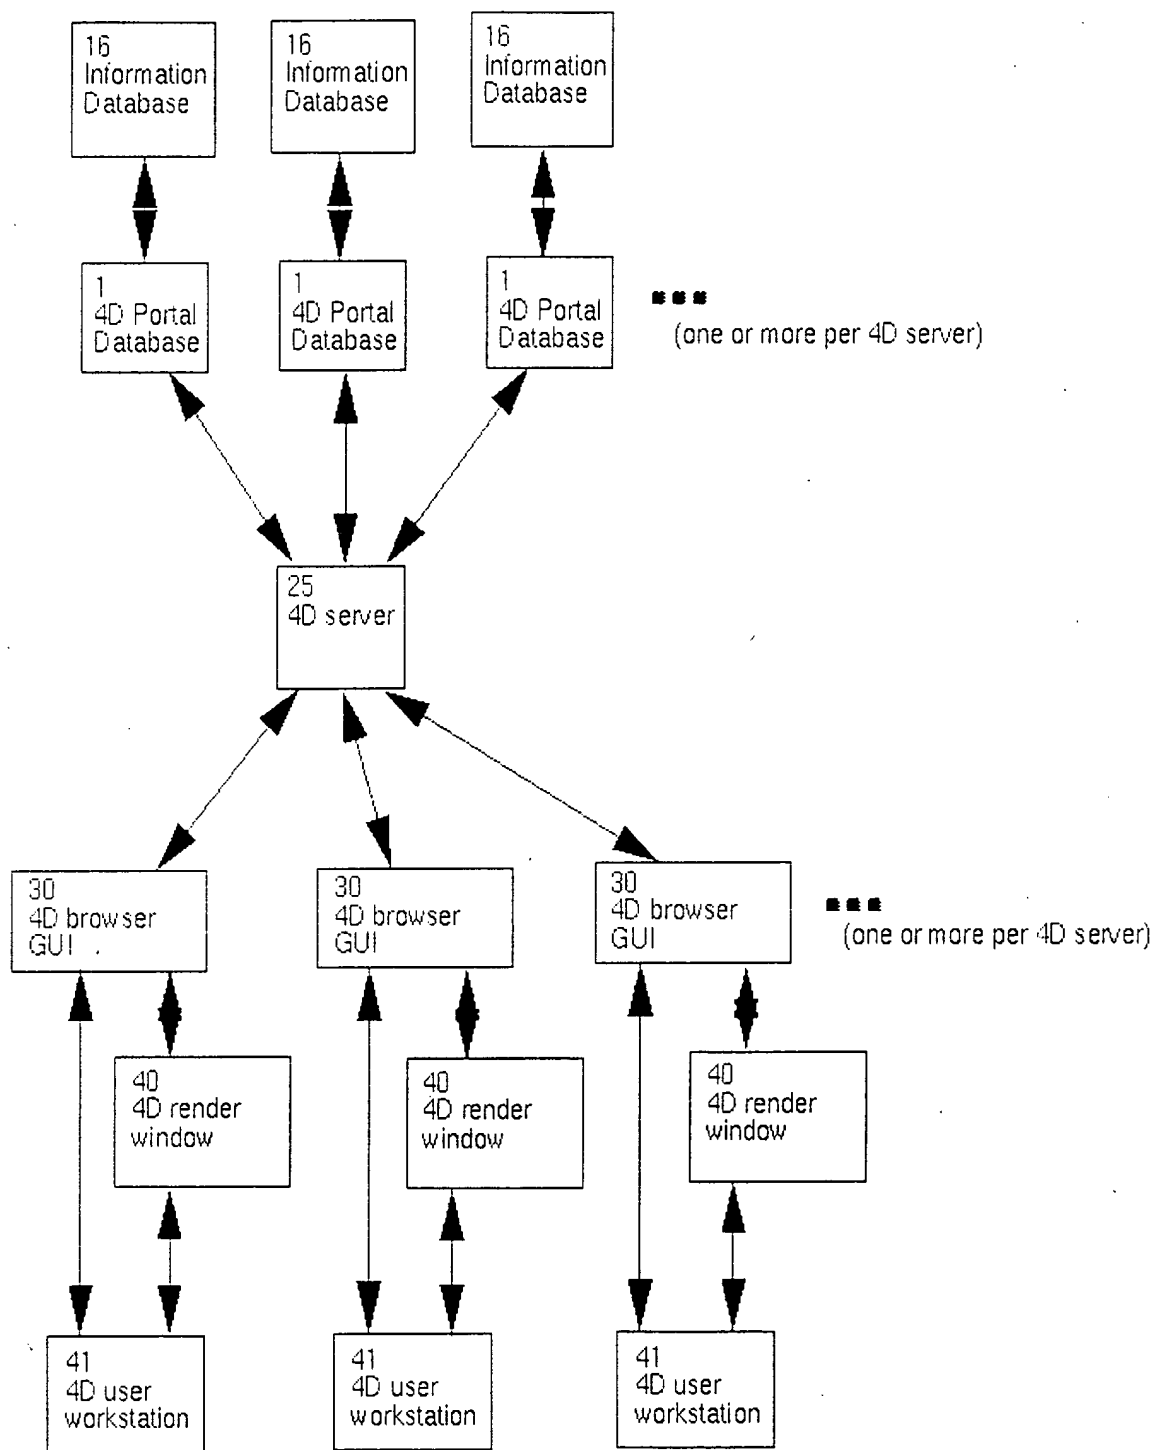 16
Information
Database
16
Information
Database
16
Information
Database
1
4D Portal
Database
1
4D Portal
Database
1
4D Portal
Database
(one or more per 4D server)
25
4D server
30
4D browser
GUI
30
4D browser
GUI
30
4D browser
GUI
(one or more per 4D server)
40
4D render
window
40
4D render
window
40
4D render
window
41
4D user
workstation
41
4D user
workstation
41
4D user
workstation